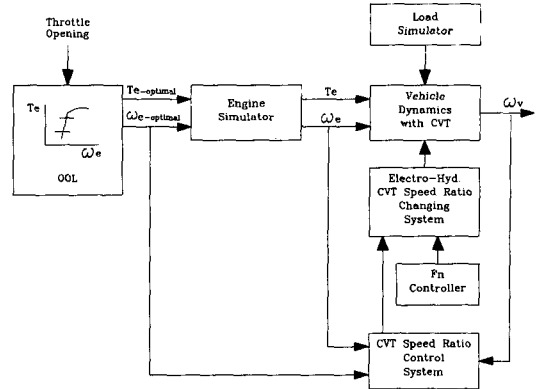 Throttle
Opening
Te
ωe
OOL
Te-optimal
ωe-optimal
Engine
Simulator
Te
ωe
Load
Simulator
Vehicle
Dynamics
with CVT
ωv
Electro-Hyd.
CVT Speed Ratio
Changing
System
Fn
Controller
CVT Speed Ratio
Control
System